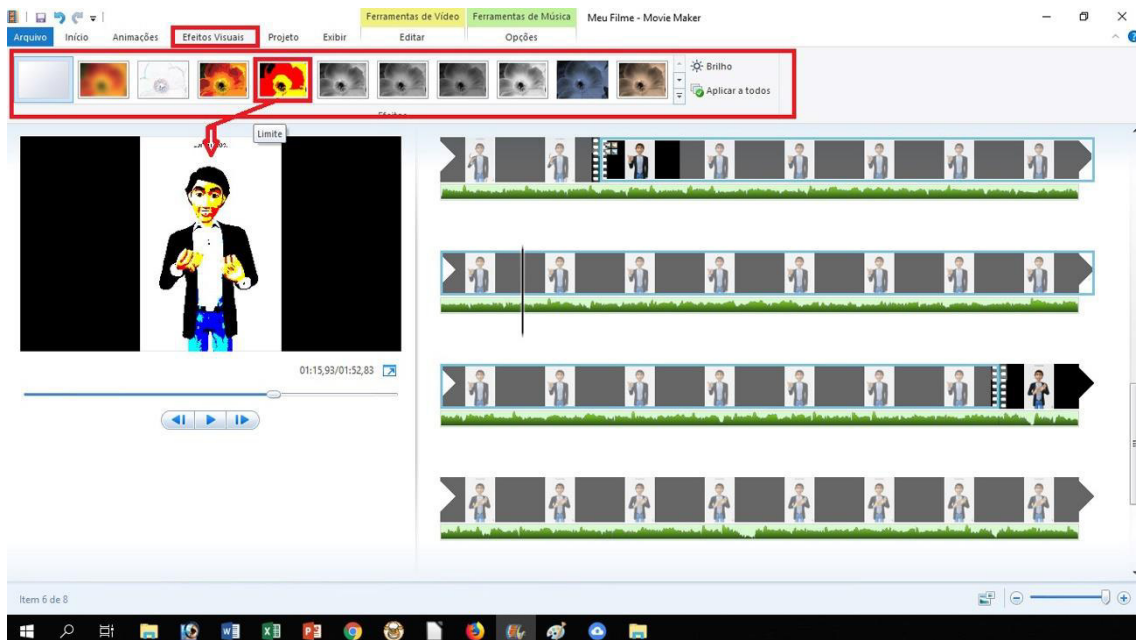 Ferramentas de Vídeo Ferramentas de Música Meu Filme - Movie Maker
Arquivo Início Animações Efeitos Visuais Projeto Exibir Editar Opções
Brilho
Aplicar a todos
Efeitos
Limite
01:15,93/01:52,83
Item 6 de 8